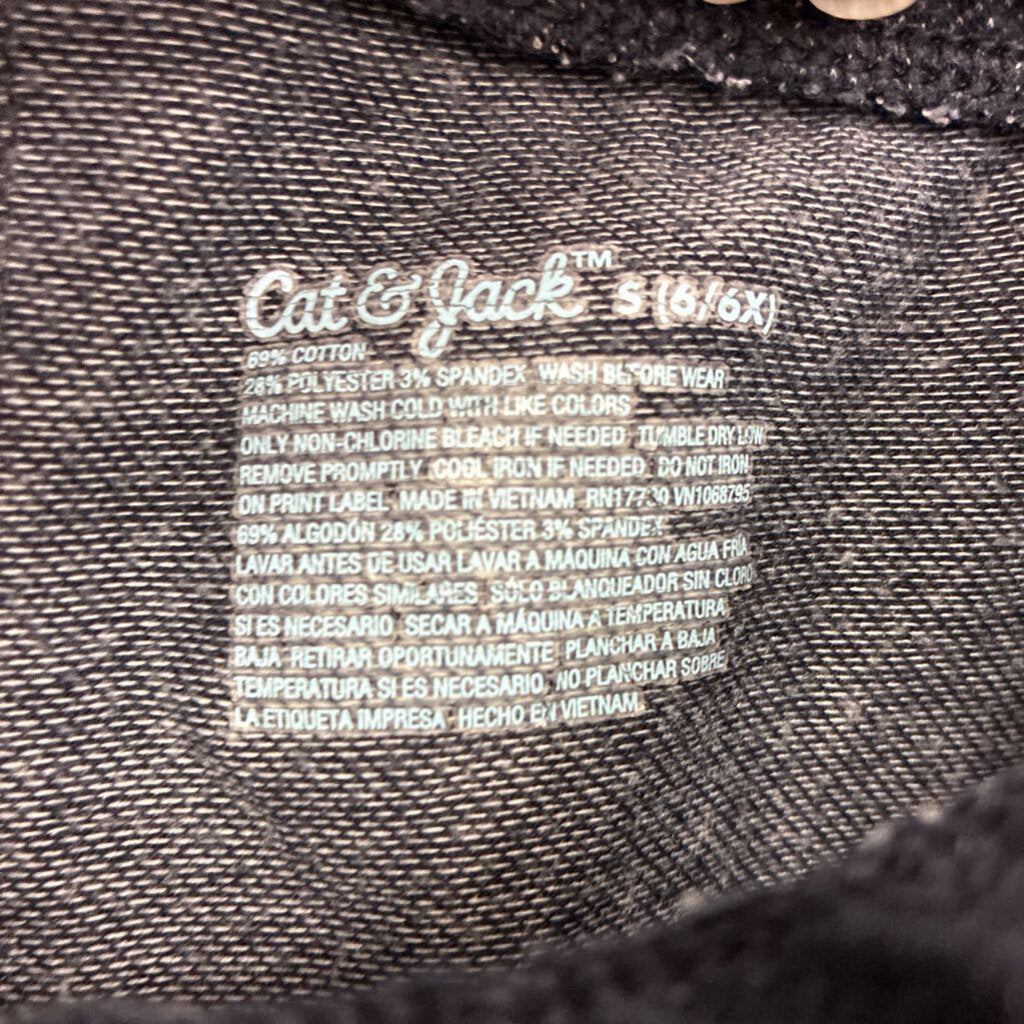 Cat & Jack™ S (6/6X)
69% COTTON
28% POLYESTER 3% SPANDEX WASH BEFORE WEAR
MACHINE WASH COLD WITH LIKE COLORS
ONLY NON-CHLORINE BLEACH IF NEEDED TUMBLE DRY LOW
REMOVE PROMPTLY COOL IRON IF NEEDED DO NOT IRON
ON PRINT LABEL MADE IN VIETNAM RN17730 VN1068795
69% ALGODÓN 28% POLIÉSTER 3% SPANDEX
LAVAR ANTES DE USAR LAVAR A MÁQUINA CON AGUA FRÍA
CON COLORES SIMILARES SÓLO BLANQUEADOR SIN CLORO
SI ES NECESARIO SECAR A MÁQUINA A TEMPERATURA
BAJA RETIRAR OPORTUNAMENTE PLANCHAR A BAJA
TEMPERATURA SI ES NECESARIO NO PLANCHAR SOBRE
LA ETIQUETA IMPRESA HECHO EN VIETNAM